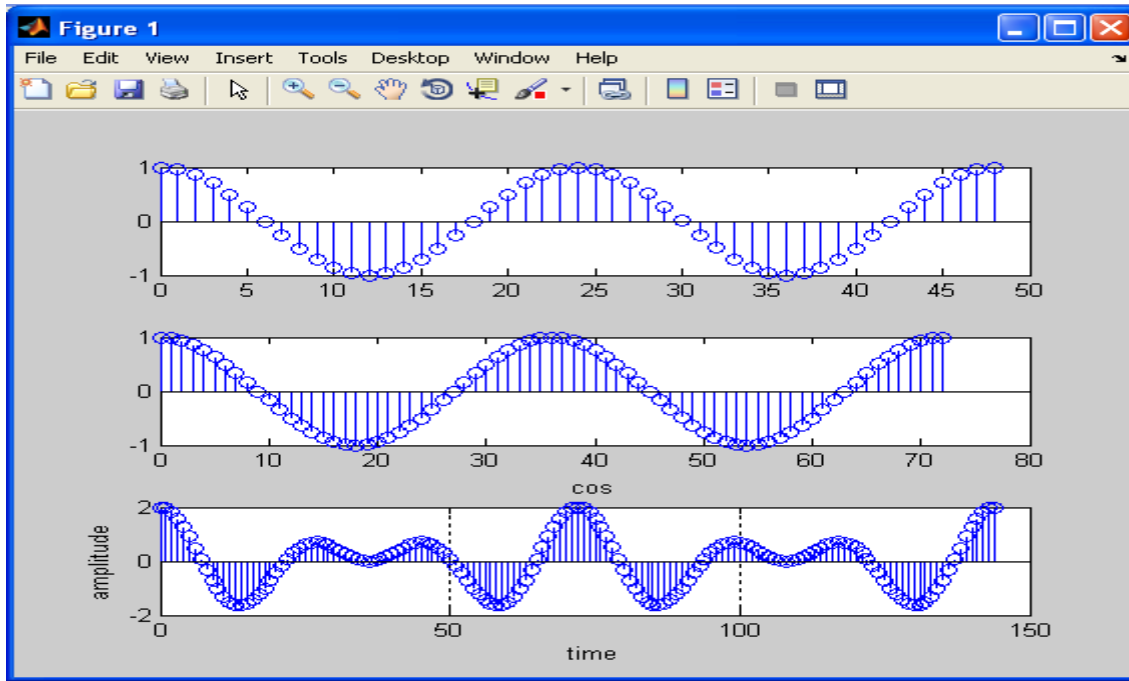 Figure 1
File Edit View Insert Tools Desktop Window Help
1
0
-1
0 5 10 15 20 25 30 35 40 45 50
1
0
-1
0 10 20 30 40 50 60 70 80
cos
2
0
-2
amplitude
0 50 100 150
time